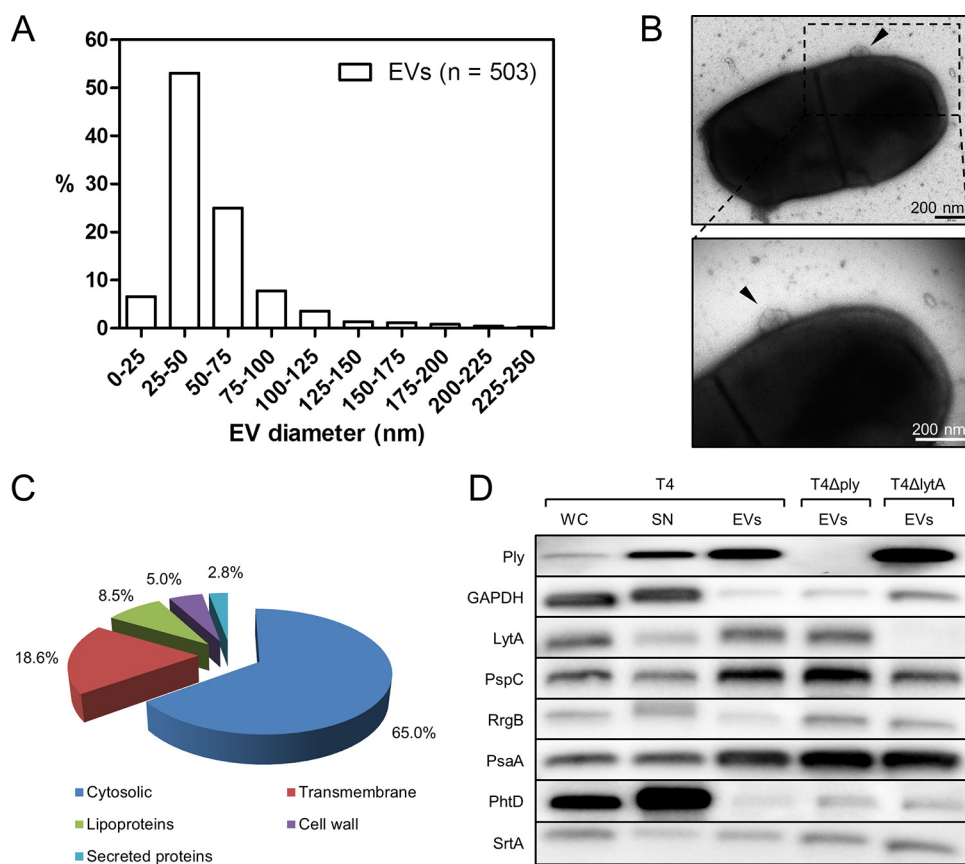 A
60
50
40
30
20
10
0
%
EVs (n = 503)
0-25
25-50
50-75
75-100
100-125
125-150
150-175
175-200
200-225
225-250
EV diameter (nm)
B
200 nm
200 nm
C
65.0%
18.6%
8.5%
5.0%
2.8%
Cytosolic
Transmembrane
Lipoproteins
Cell wall
Secreted proteins
D
T4 T4Δply T4ΔlytA
WC SN EVs EVs EVs
Ply
GAPDH
LytA
PspC
RrgB
PsaA
PhtD
SrtA